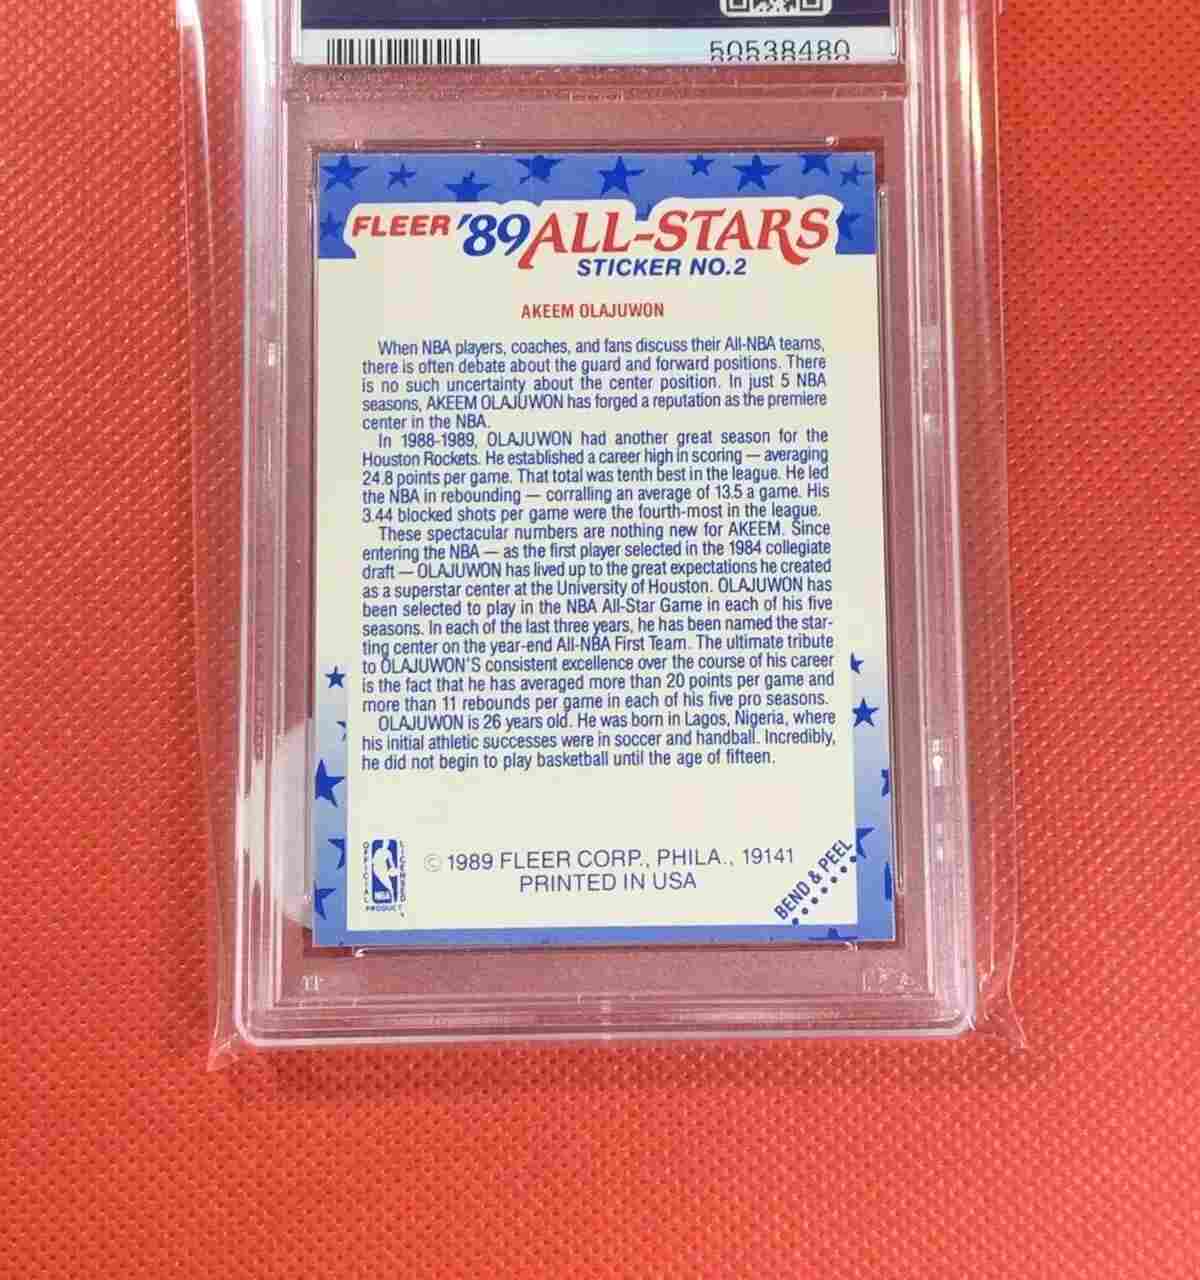 50538480
FLEER '89 ALL-STARS
STICKER NO.2
AKEEM OLAJUWON
When NBA players, coaches, and fans discuss their All-NBA teams,
there is often debate about the guard and forward positions. There
is no such uncertainty about the center position. In just 5 NBA
seasons, AKEEM OLAJUWON has forged a reputation as the premiere
center in the NBA.
In 1988-1989, OLAJUWON had another great season for the
Houston Rockets. He established a career high in scoring — averaging
24.8 points per game. That total was tenth best in the league. He led
the NBA in rebounding — corralling an average of 13.5 a game. His
3.44 blocked shots per game were the fourth-most in the league.
These spectacular numbers are nothing new for AKEEM. Since
entering the NBA — as the first player selected in the 1984 collegiate
draft — OLAJUWON has lived up to the great expectations he created
as a superstar center at the University of Houston. OLAJUWON has
been selected to play in the NBA All-Star Game in each of his five
seasons. In each of the last three years, he has been named the star-
ting center on the year-end All-NBA First Team. The ultimate tribute
to OLAJUWON'S consistent excellence over the course of his career
is the fact that he has averaged more than 20 points per game and
more than 11 rebounds per game in each of his five pro seasons.
OLAJUWON is 26 years old. He was born in Lagos, Nigeria, where
his initial athletic successes were in soccer and handball. Incredibly,
he did not begin to play basketball until the age of fifteen.
OFFICIAL LICENSED
NBA
PRODUCT
© 1989 FLEER CORP., PHILA., 19141
PRINTED IN USA
BEND & PEEL